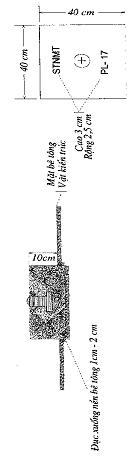 40 cm
40 cm
STNMT
PL - 17
Cao 3 cm
Rộng 2,5 cm
Mặt bê tông
Vật kiến trúc
10cm
Đục xuống nền bê tông 1cm - 2 cm